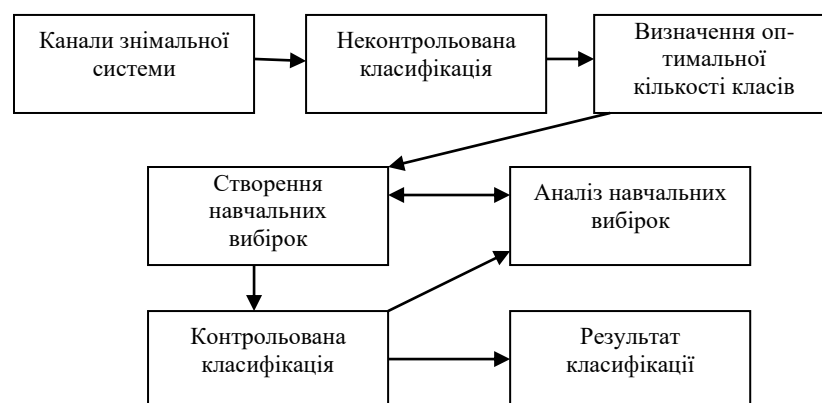 Канали знімальної
системи
Неконтрольована
класифікація
Визначення оп-
тимальної
кількості класів
Створення
навчальних
вибірок
Аналіз навчальних
вибірок
Контрольована
класифікація
Результат
класифікації